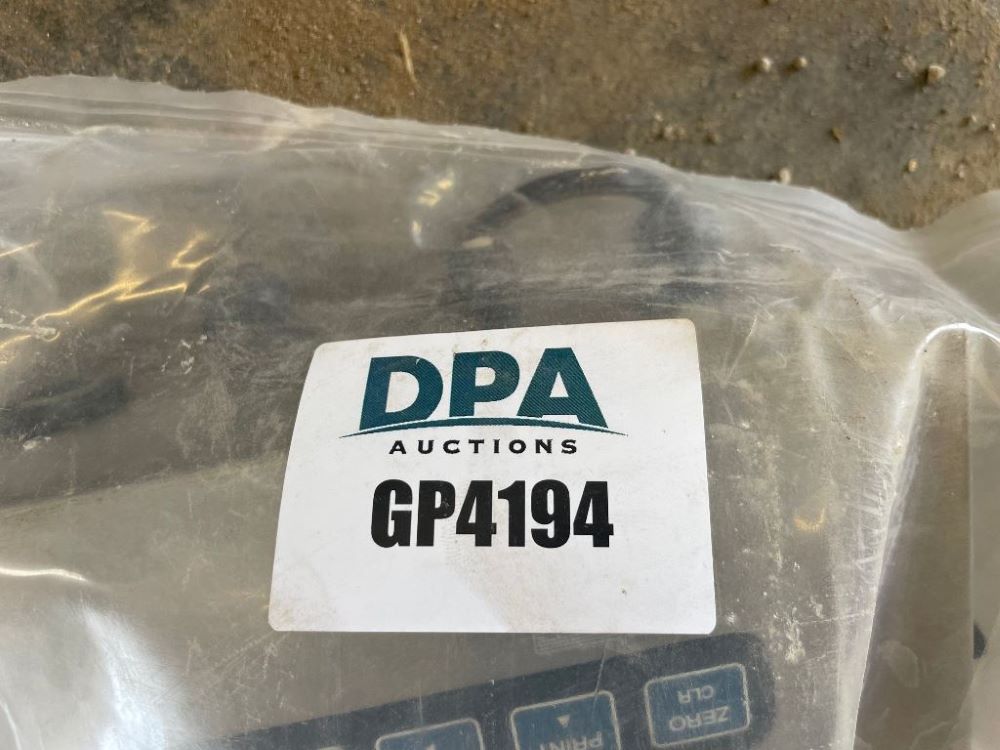 DPA
AUCTIONS
GP4194
ZERO
CLR
PRINT